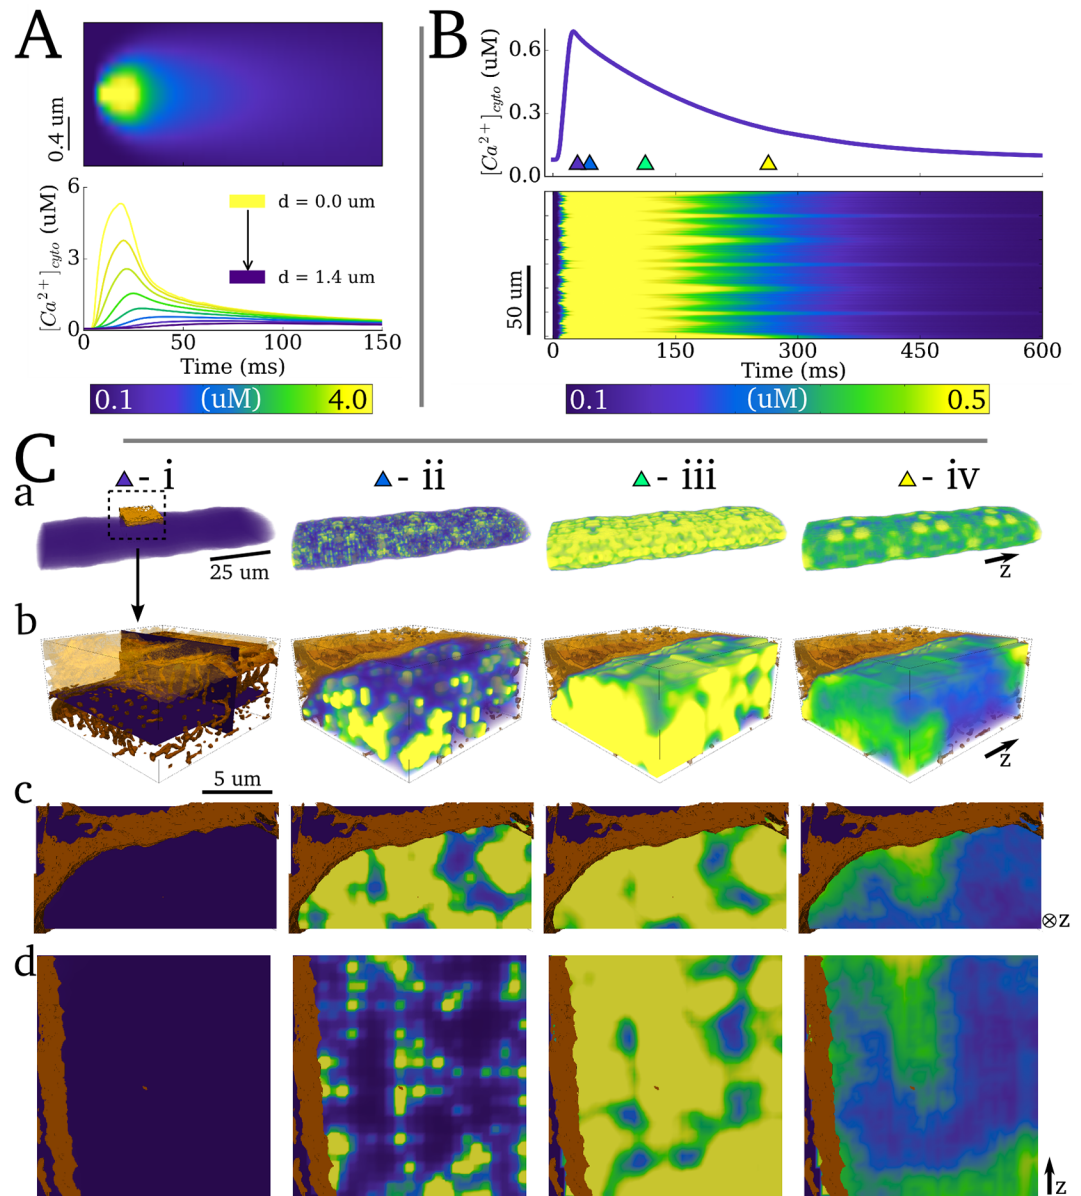 A
0.4 um
6
3
0
[Ca²⁺]cyto (uM)
d = 0.0 um
d = 1.4 um
0 50 100 150
Time (ms)
0.1 (uM) 4.0
B
0.6
0.3
0.0
[Ca²⁺]cyto (uM)
50 um
0 150 300 450 600
Time (ms)
0.1 (uM) 0.5
C
- i - ii - iii - iv
a
25 um
z
b
z
5 um
c
⊗z
d
z